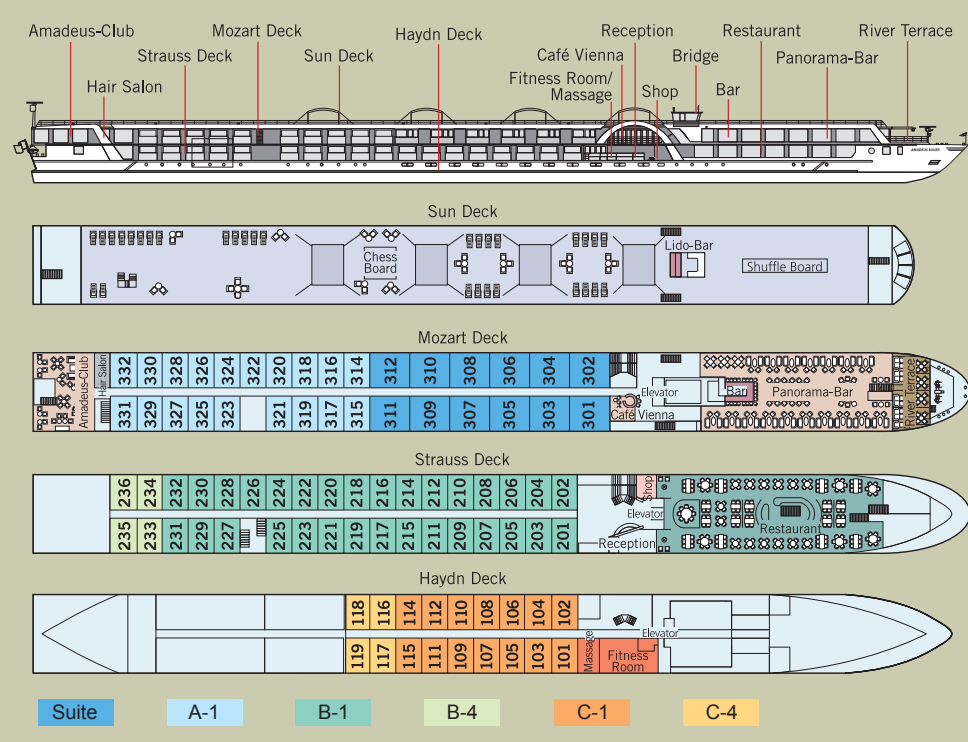 Amadeus-Club
Mozart Deck
Reception
Restaurant
River Terrace
Strauss Deck
Sun Deck
Haydn Deck
Café Vienna
Bridge
Panorama-Bar
Hair Salon
Fitness Room/
Massage
Shop
Bar
AMADEUS SILVER
Sun Deck
Chess
Board
Lido-Bar
Shuffle Board
Mozart Deck
Amadeus-Club
Hair Salon
332 330 328 326 324 322 320 318 316 314 312 310 308 306 304 302
331 329 327 325 323 321 319 317 315 311 309 307 305 303 301
Elevator
Café Vienna
Bar
Panorama-Bar
River Terrace
Strauss Deck
236 234 232 230 228 226 224 222 220 218 216 214 212 210 208 206 204 202
235 233 231 229 227 225 223 221 219 217 215 211 209 207 205 203 201
Shop
Elevator
Reception
Restaurant
Haydn Deck
118 116 114 112 110 108 106 104 102
119 117 115 111 109 107 105 103 101
Massage
Fitness
Room
Elevator
Suite
A-1
B-1
B-4
C-1
C-4